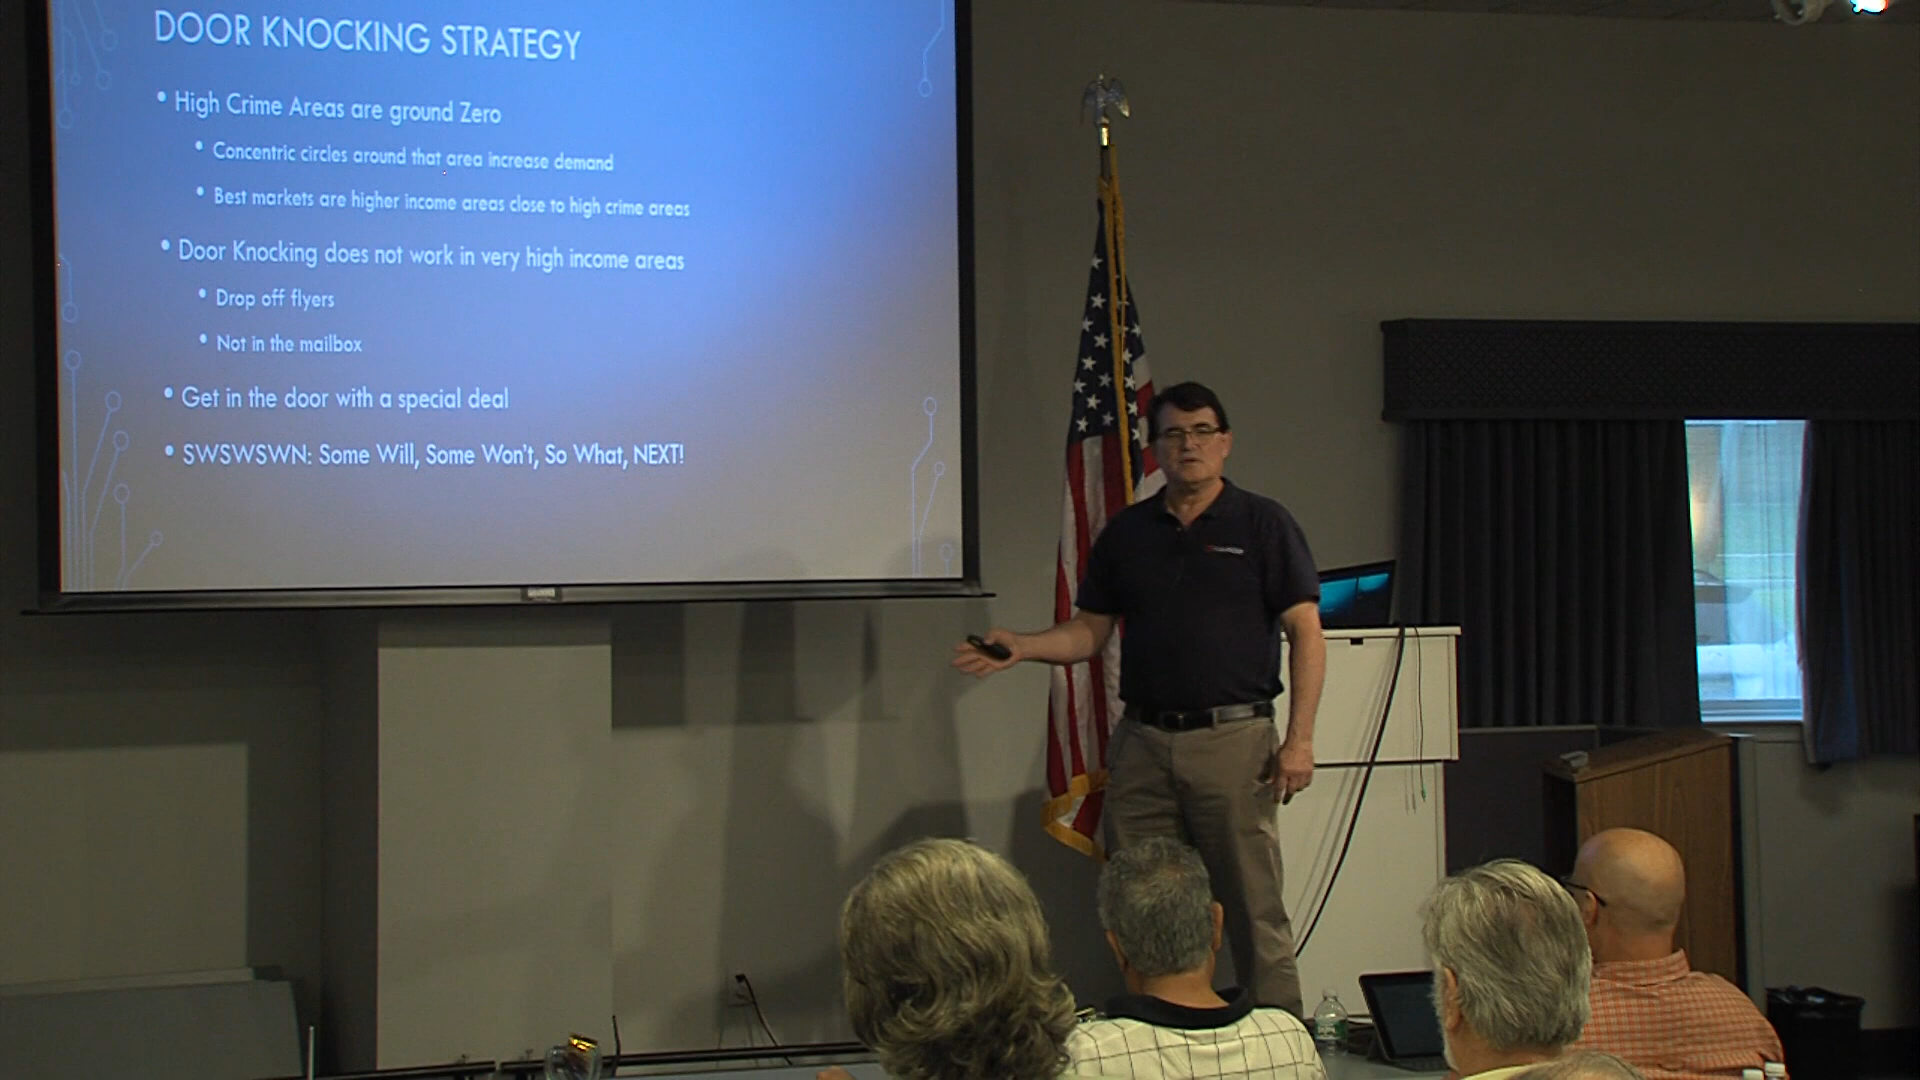 DOOR KNOCKING STRATEGY
• High Crime Areas are ground Zero
• Concentric circles around that area increase demand
• Best markets are higher income areas close to high crime areas
• Door Knocking does not work in very high income areas
• Drop off flyers
• Not in the mailbox
• Get in the door with a special deal
• SWSWSWN: Some Will, Some Won't, So What, NEXT!